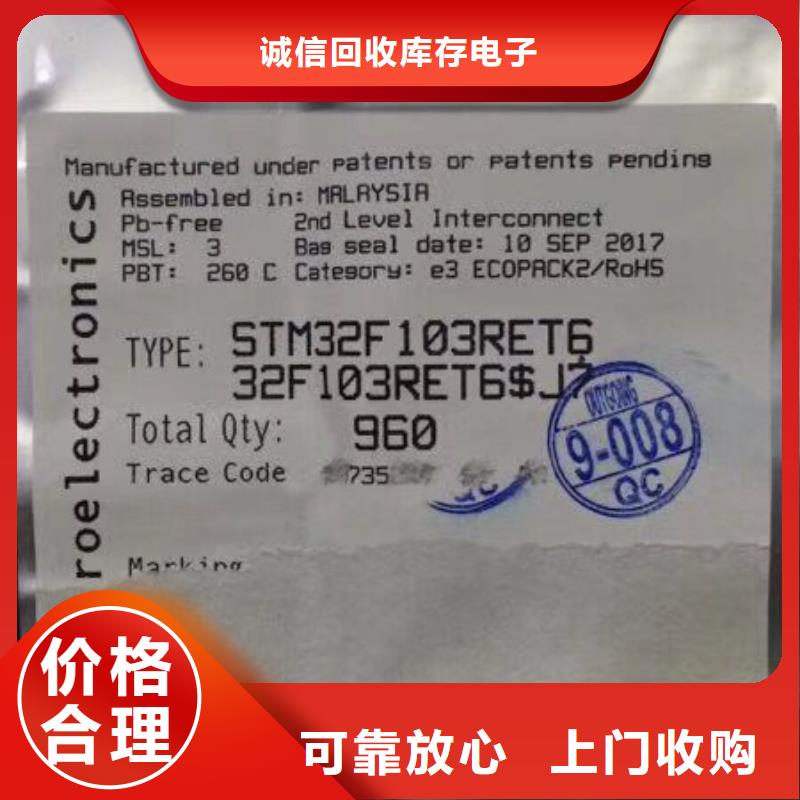 诚信回收库存电子
Manufactured under patents or patents pending
roelectronics
Assembled in: MALAYSIA
Pb-free 2nd Level Interconnect
MSL: 3 Bag seal date: 10 SEP 2017
PBT: 260 C Category: e3 ECOPACK2/RoHS
TYPE: STM32F103RET6
32F103RET6$J7
Total Qty: 960
Trace Code 735
OUTGOING
9-008
QC
QC
Marking
价格
合理
可靠放心 上门收购